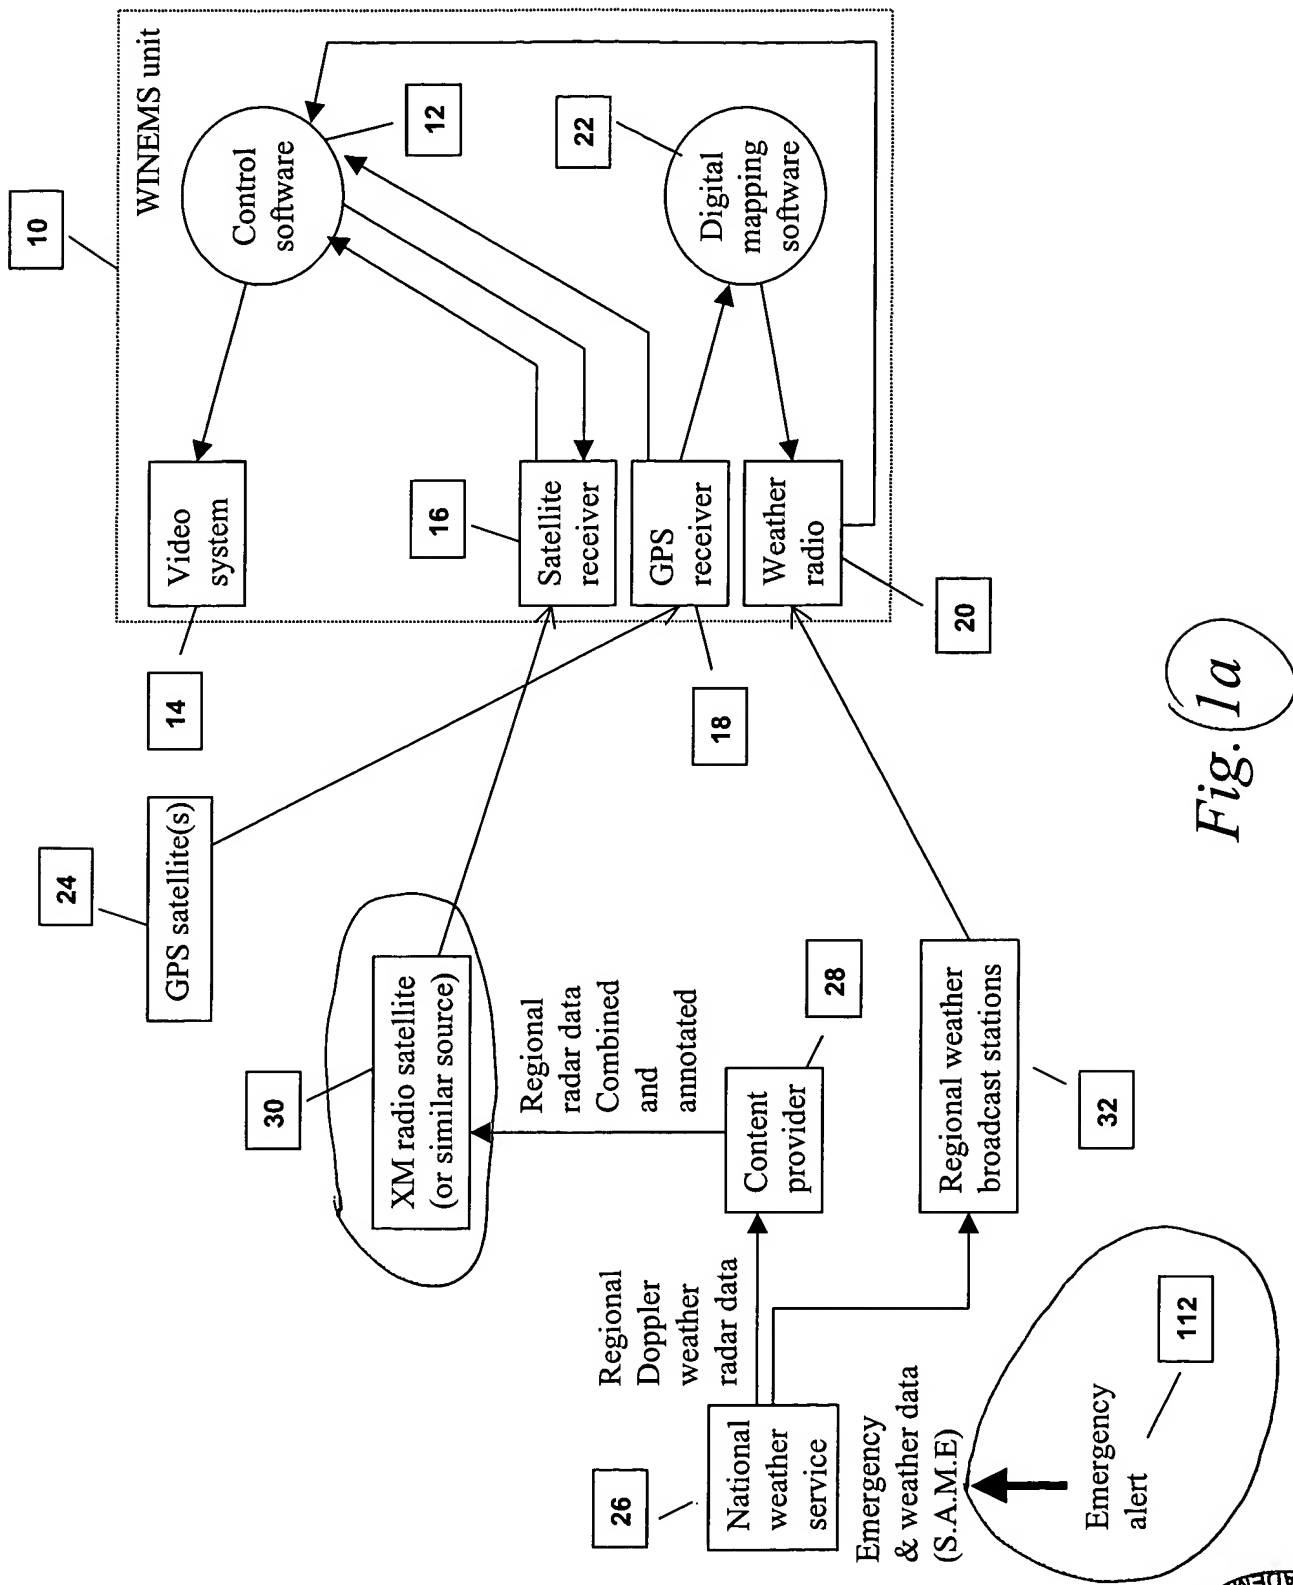 10
WINEMS unit
Video
system
Control
software
14
12
24
GPS satellite(s)
16
Satellite
receiver
22
Digital
mapping
software
30
XM radio satellite
(or similar source)
GPS
receiver
18
Weather
radio
20
Regional
radar data
Combined
and
annotated
28
Content
provider
Regional
Doppler
weather
radar data
26
National
weather
service
Regional weather
broadcast stations
32
Emergency
& weather data
(S.A.M.E)
Emergency
alert
112
Fig. 1a